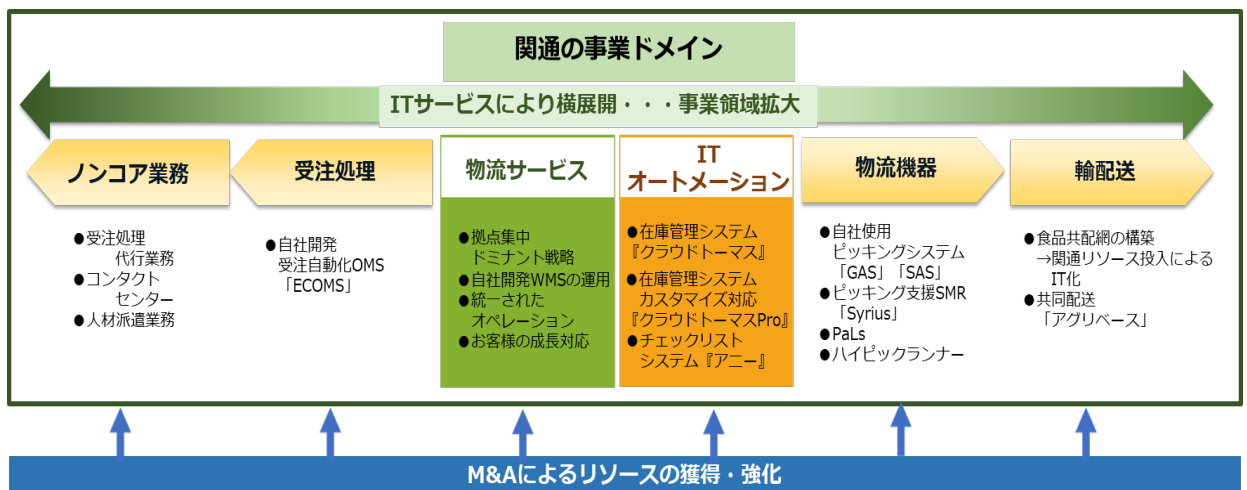 関通の事業ドメイン
ITサービスにより横展開・・・事業領域拡大
ノンコア業務
●受注処理
代行業務
●コンタクト
センター
●人材派遣業務
受注処理
●自社開発
受注自動化OMS
「ECOMS」
物流サービス
●拠点集中
ドミナント戦略
●自社開発WMSの運用
●統一された
オペレーション
●お客様の成長対応
IT
オートメーション
●在庫管理システム
『クラウドトーマス』
●在庫管理システム
カスタマイズ対応
『クラウドトーマスPro』
●チェックリスト
システム『アニー』
物流機器
●自社使用
ピッキングシステム
「GAS」「SAS」
●ピッキング支援SMR
「Syrius」
●PaLs
●ハイピックランナー
輸配送
●食品共配網の構築
→関通リソース投入による
IT化
●共同配送
「アグリベース」
M&Aによるリソースの獲得・強化